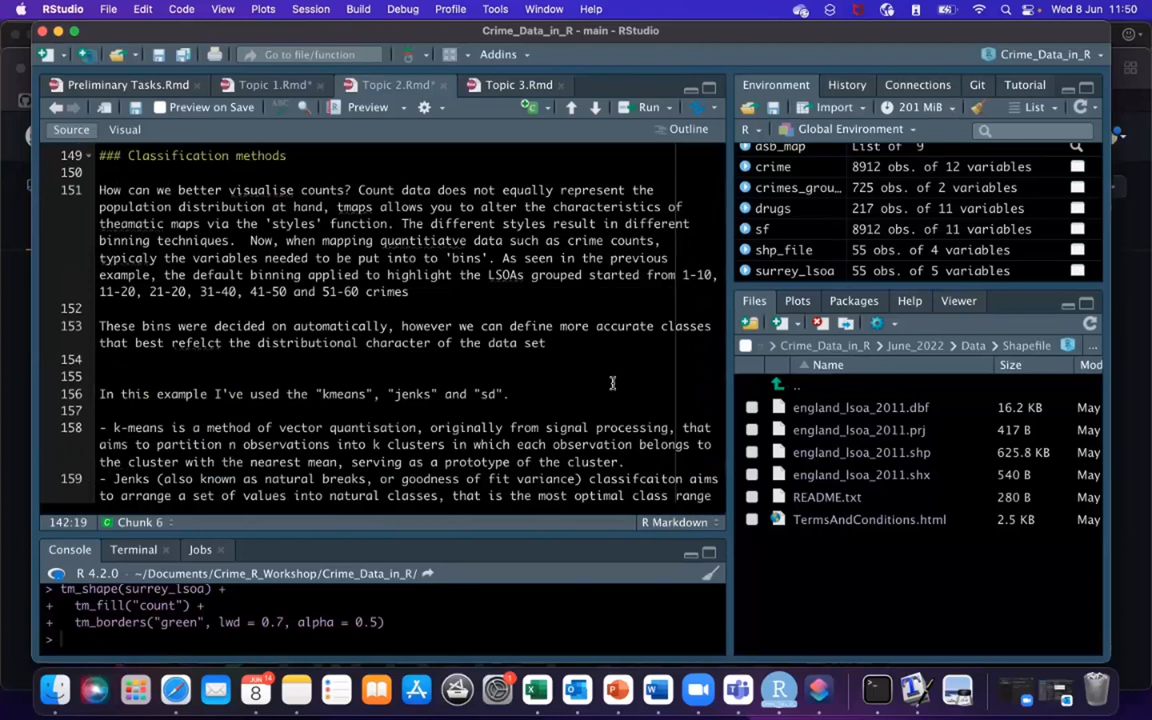 RStudio File Edit Code View Plots Session Build Debug Profile Tools Window Help Wed 8 Jun 11:50
Crime_Data_in_R - main - RStudio
Go to file/function Addins Crime_Data_in_R
Preliminary Tasks.Rmd Topic 1.Rmd* Topic 2.Rmd* Topic 3.Rmd
Preview on Save ABC Preview Run
Source Visual Outline
149 ### Classification methods
150
151 How can we better visualise counts? Count data does not equally represent the
population distribution at hand, tmaps allows you to alter the characteristics of
theamatic maps via the 'styles' function. The different styles result in different
binning techniques.  Now, when mapping quantitiatve data such as crime counts,
typicaly the variables needed to be put into to 'bins'. As seen in the previous
example, the default binning applied to highlight the LSOAs grouped started from 1-10,
11-20, 21-20, 31-40, 41-50 and 51-60 crimes
152
153 These bins were decided on automatically, however we can define more accurate classes
that best refelct the distributional character of the data set
154
155
156 In this example I've used the "kmeans", "jenks" and "sd".
157
158 - k-means is a method of vector quantisation, originally from signal processing, that
aims to partition n observations into k clusters in which each observation belongs to
the cluster with the nearest mean, serving as a prototype of the cluster.
159 - Jenks (also known as natural breaks, or goodness of fit variance) classifcaiton aims
to arrange a set of values into natural classes, that is the most optimal class range
142:19 C Chunk 6 R Markdown
Console Terminal Jobs
R 4.2.0 · ~/Documents/Crime_R_Workshop/Crime_Data_in_R/
> tm_shape(surrey_lsoa) +
+   tm_fill("count") +
+   tm_borders("green", lwd = 0.7, alpha = 0.5)
>
Environment History Connections Git Tutorial
Import 201 MiB List
R Global Environment
asb_map List of 9
crime 8912 obs. of 12 variables
crimes_grou... 725 obs. of 2 variables
drugs 217 obs. of 11 variables
sf 8912 obs. of 11 variables
shp_file 55 obs. of 4 variables
surrey_lsoa 55 obs. of 5 variables
Files Plots Packages Help Viewer
Crime_Data_in_R June_2022 Data Shapefile ...
Name Size Mod
..
england_lsoa_2011.dbf 16.2 KB May
england_lsoa_2011.prj 417 B May
england_lsoa_2011.shp 625.8 KB May
england_lsoa_2011.shx 540 B May
README.txt 280 B May
TermsAndConditions.html 2.5 KB May
JUN 14
8
1